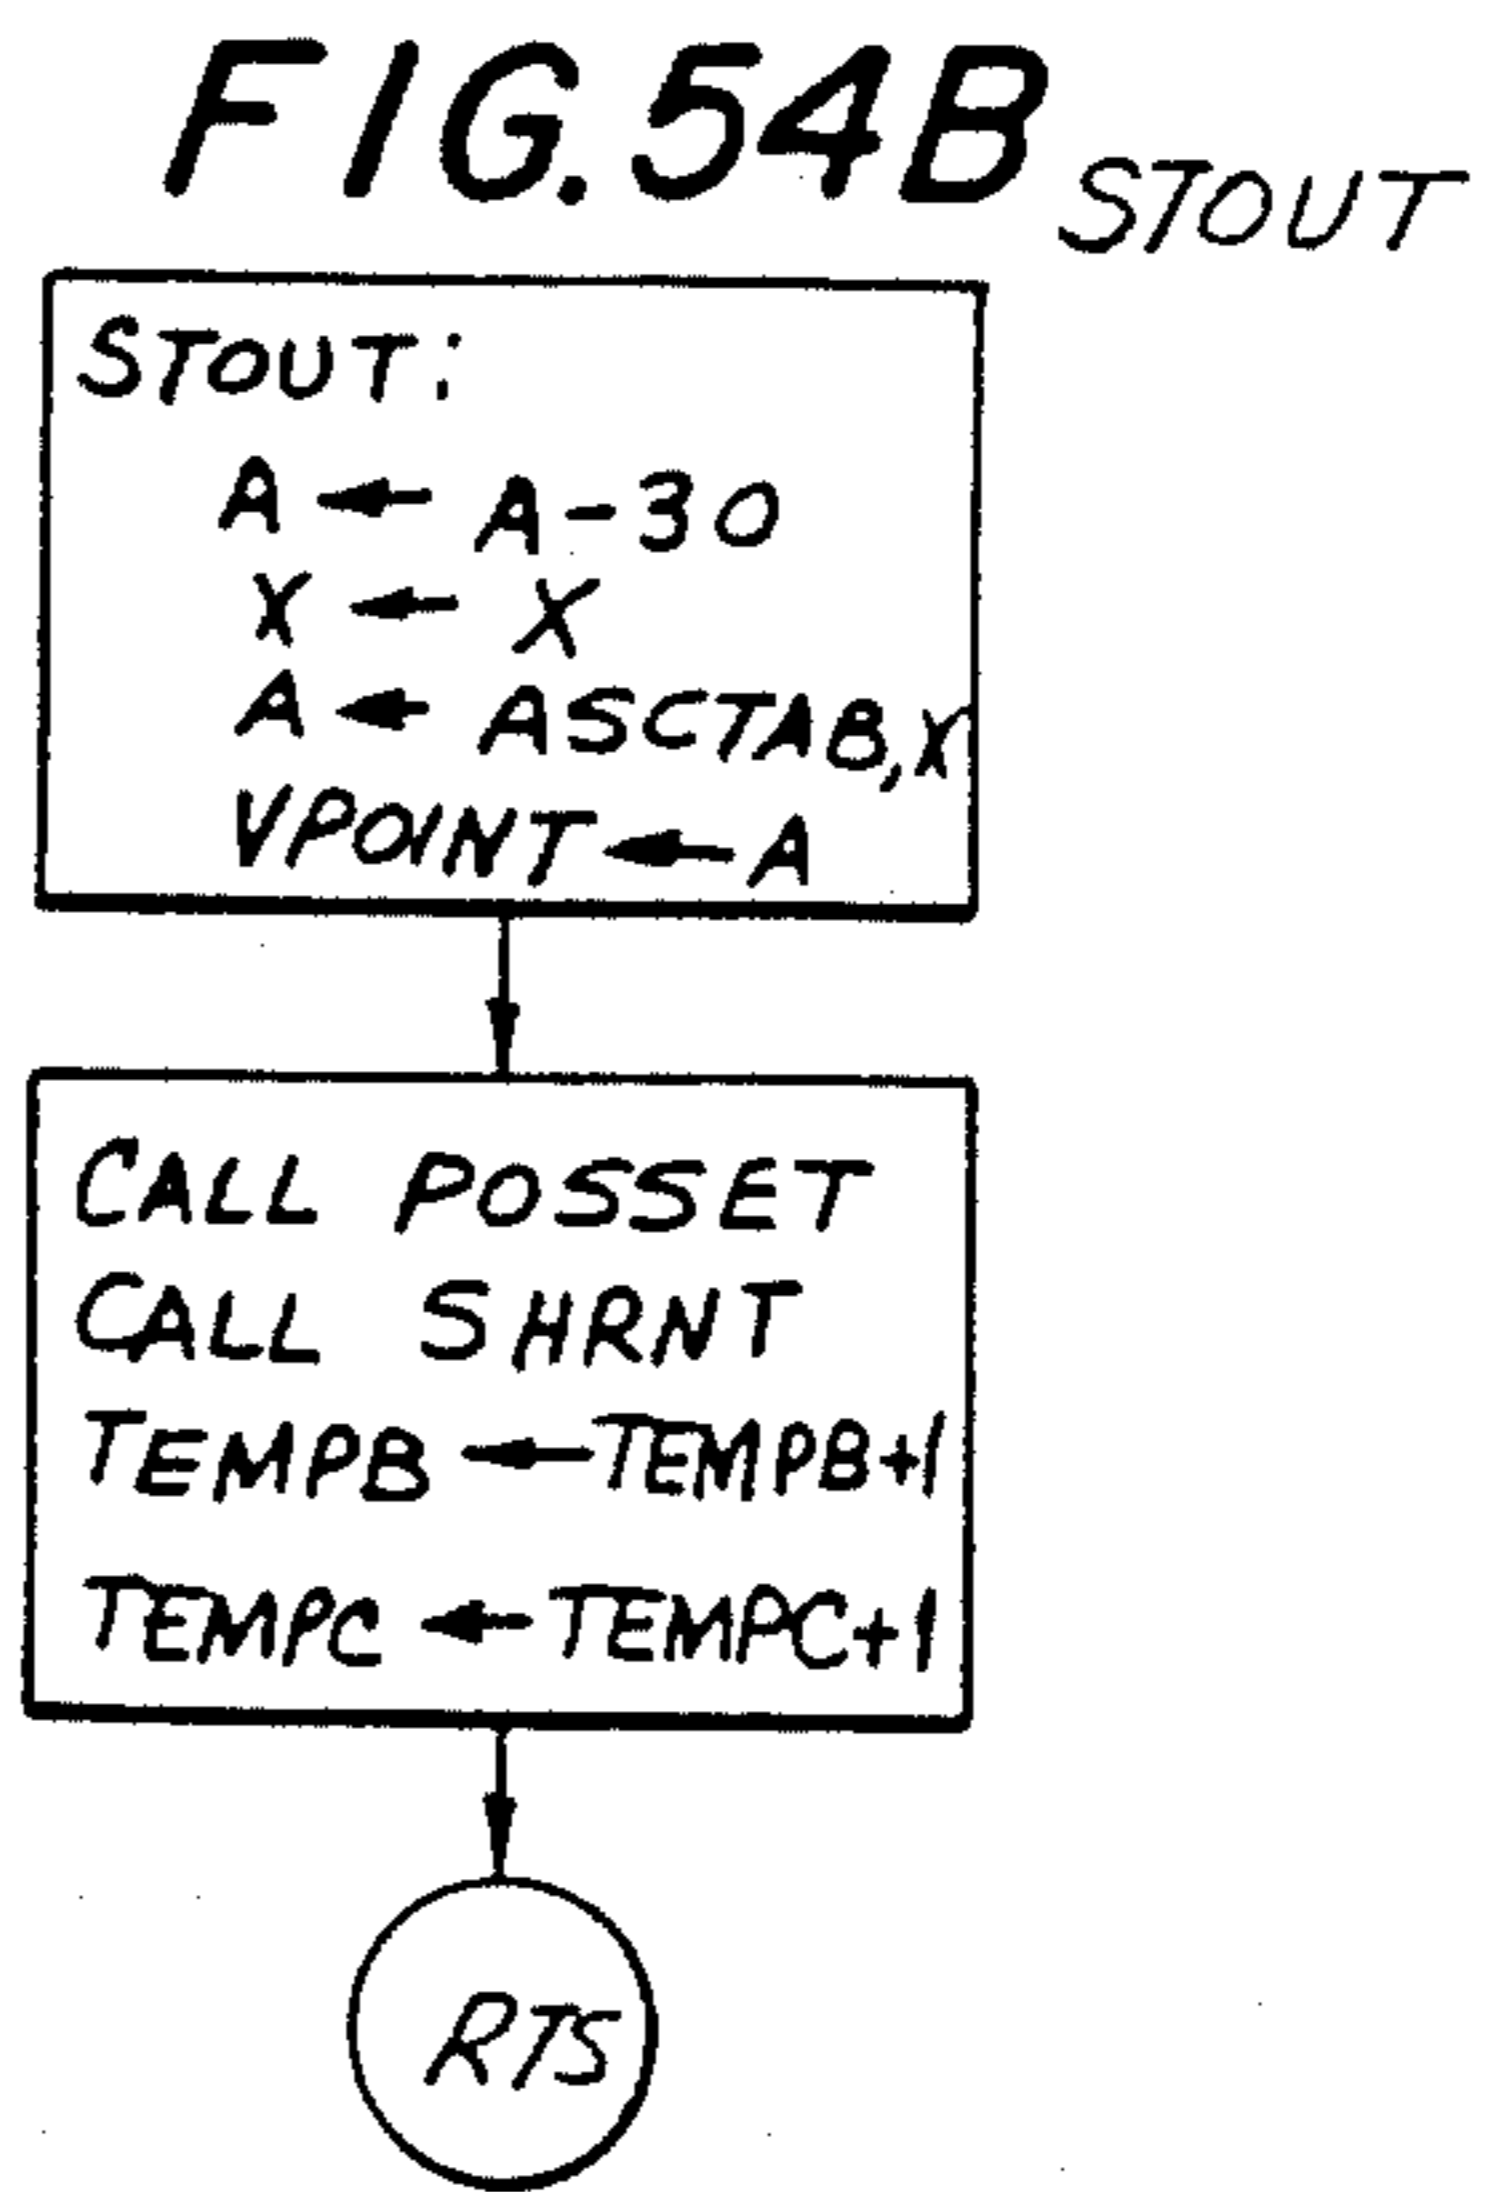 FIG.54B
STOUT
STOUT:
A ← A-30
X ← X
A ← ASCTAB,X
VPOINT ← A
CALL POSSET
CALL SHRNT
TEMPB ← TEMPB+1
TEMPC ← TEMPC+1
RTS